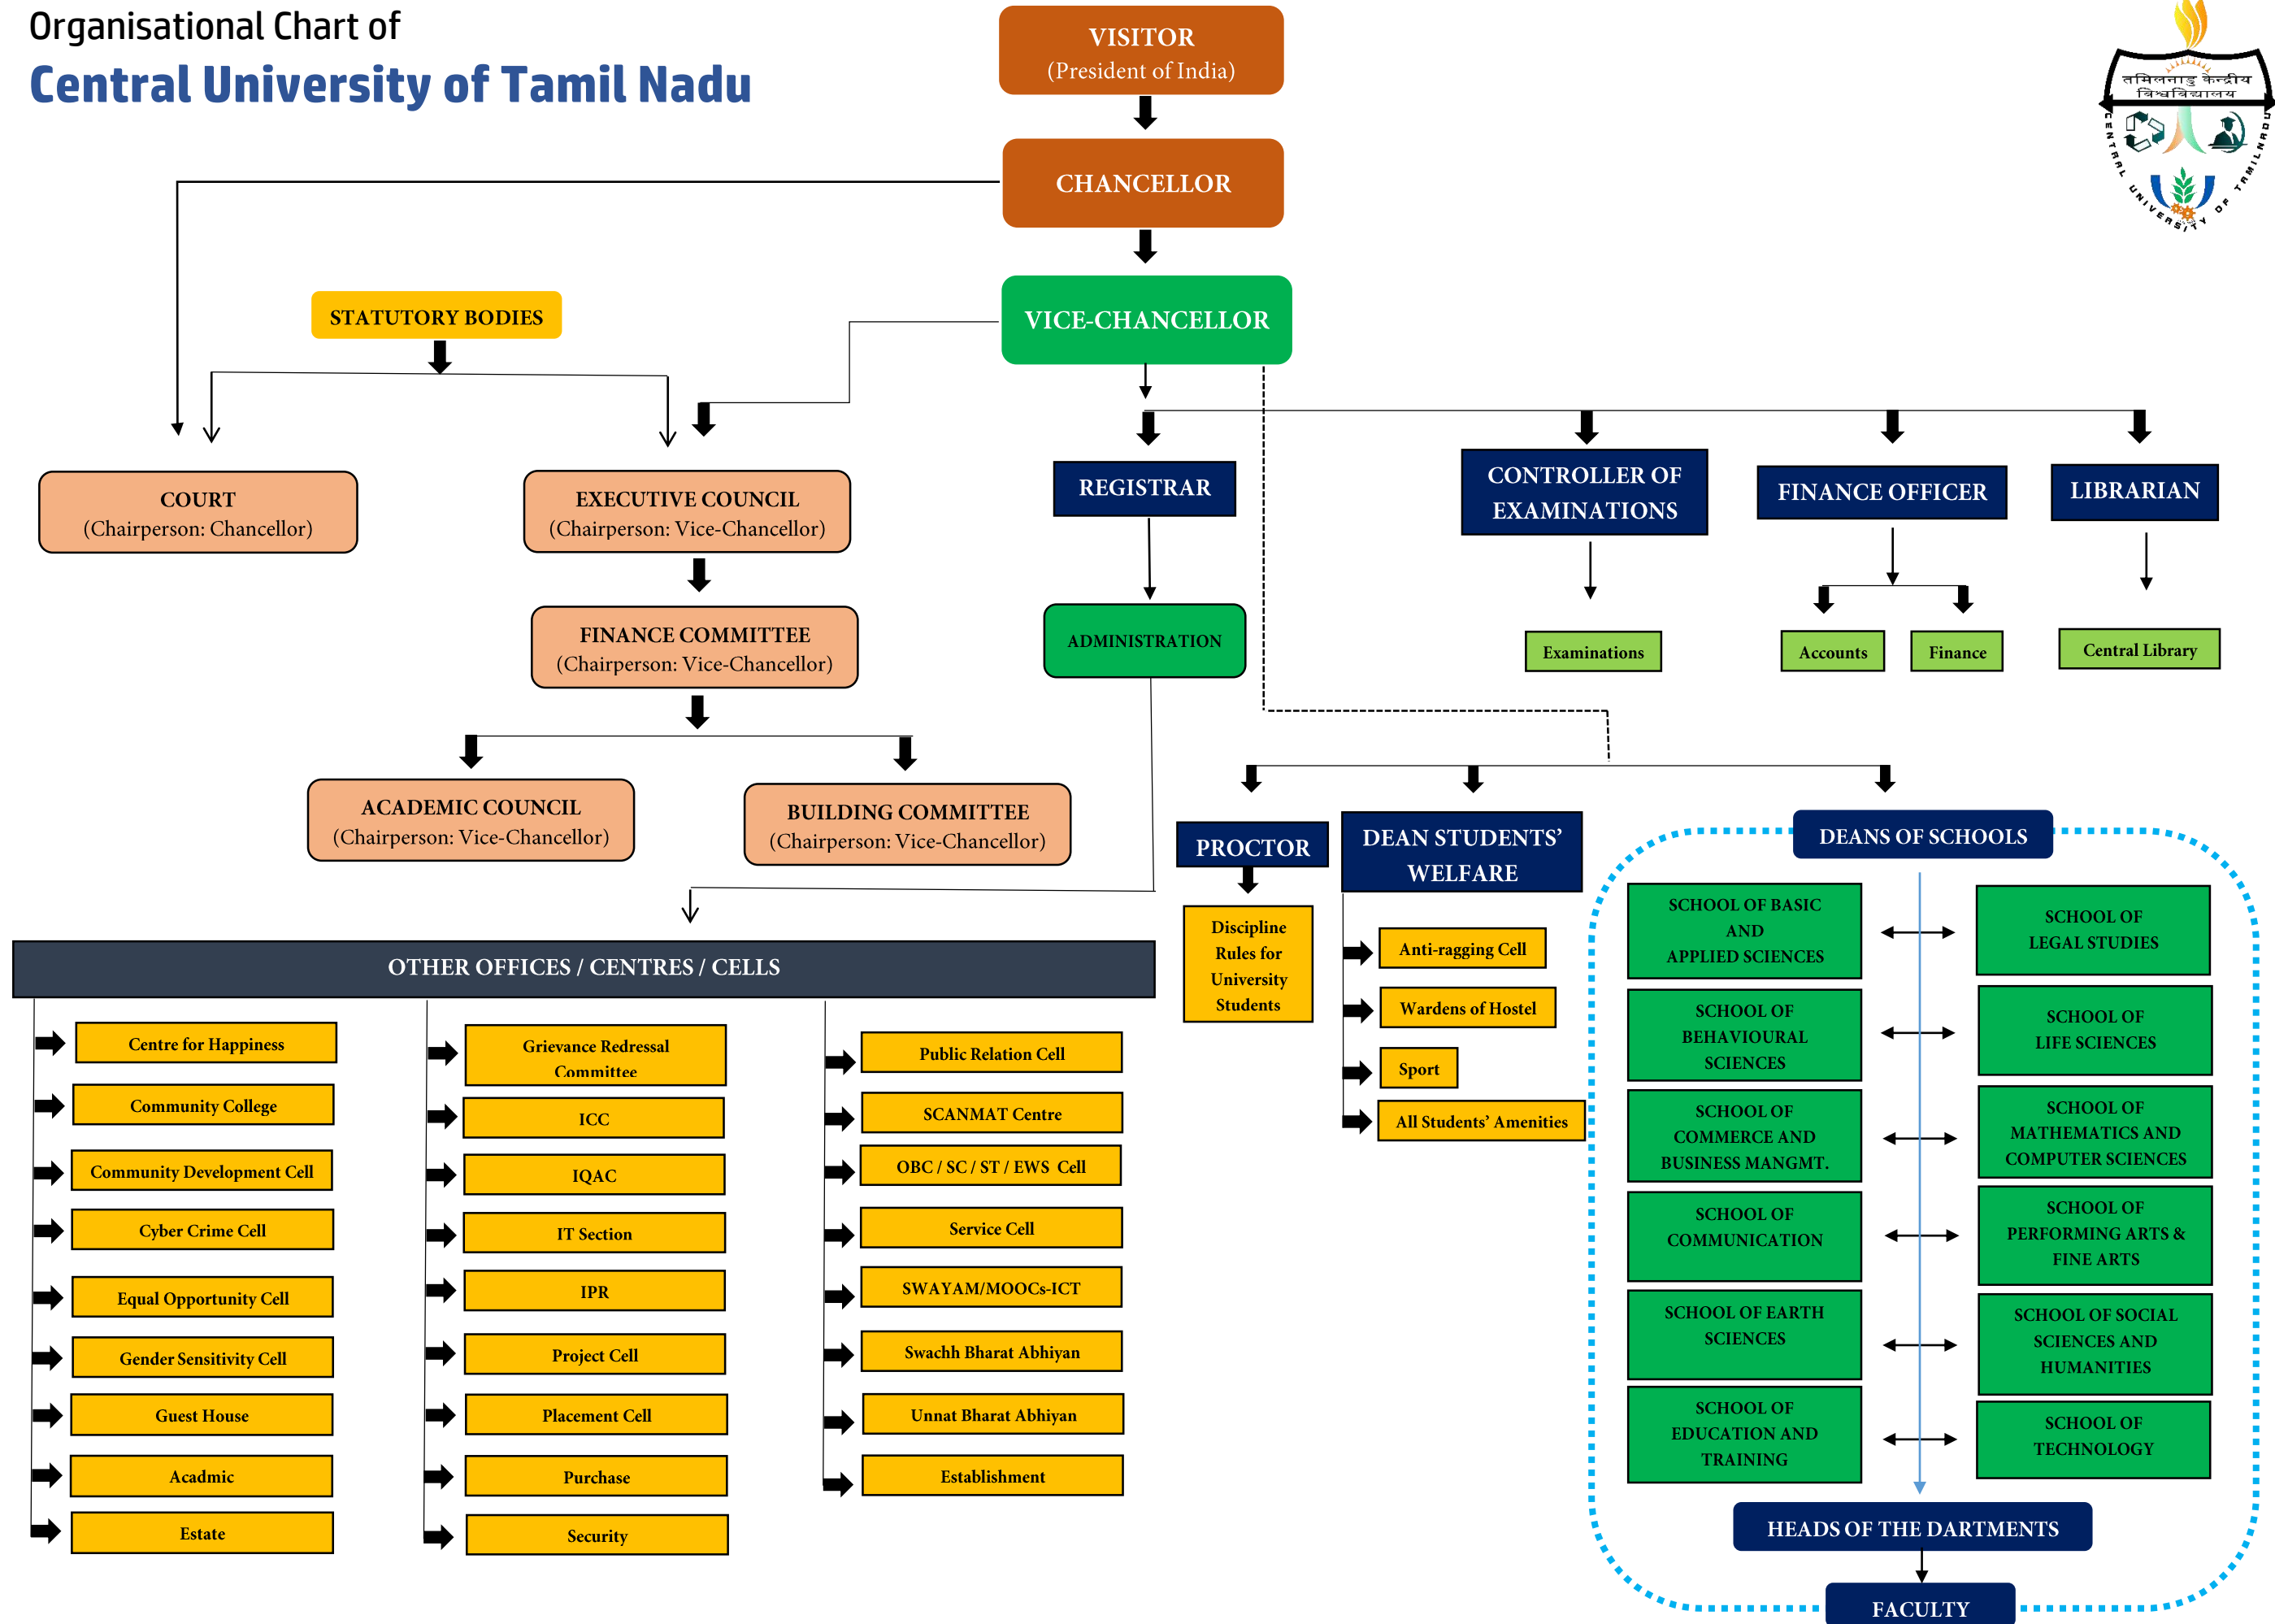 Organisational Chart of
Central University of Tamil Nadu
VISITOR
(President of India)
तमिलनाडु केन्द्रीय
विश्वविद्यालय
CENTRAL UNIVERSITY OF TAMILNADU
CHANCELLOR
STATUTORY BODIES
VICE-CHANCELLOR
COURT
(Chairperson: Chancellor)
EXECUTIVE COUNCIL
(Chairperson: Vice-Chancellor)
REGISTRAR
CONTROLLER OF
EXAMINATIONS
FINANCE OFFICER
LIBRARIAN
FINANCE COMMITTEE
(Chairperson: Vice-Chancellor)
ADMINISTRATION
Examinations
Accounts
Finance
Central Library
ACADEMIC COUNCIL
(Chairperson: Vice-Chancellor)
BUILDING COMMITTEE
(Chairperson: Vice-Chancellor)
PROCTOR
DEAN STUDENTS’
WELFARE
DEANS OF SCHOOLS
Discipline
Rules for
University
Students
Anti-ragging Cell
Wardens of Hostel
Sport
All Students’ Amenities
SCHOOL OF BASIC
AND
APPLIED SCIENCES
SCHOOL OF
LEGAL STUDIES
SCHOOL OF
BEHAVIOURAL
SCIENCES
SCHOOL OF
LIFE SCIENCES
SCHOOL OF
COMMERCE AND
BUSINESS MANGMT.
SCHOOL OF
MATHEMATICS AND
COMPUTER SCIENCES
SCHOOL OF
COMMUNICATION
SCHOOL OF
PERFORMING ARTS &
FINE ARTS
SCHOOL OF EARTH
SCIENCES
SCHOOL OF SOCIAL
SCIENCES AND
HUMANITIES
SCHOOL OF
EDUCATION AND
TRAINING
SCHOOL OF
TECHNOLOGY
HEADS OF THE DARTMENTS
FACULTY
OTHER OFFICES / CENTRES / CELLS
Centre for Happiness
Community College
Community Development Cell
Cyber Crime Cell
Equal Opportunity Cell
Gender Sensitivity Cell
Guest House
Acadmic
Estate
Grievance Redressal
Committee
ICC
IQAC
IT Section
IPR
Project Cell
Placement Cell
Purchase
Security
Public Relation Cell
SCANMAT Centre
OBC / SC / ST / EWS Cell
Service Cell
SWAYAM/MOOCs-ICT
Swachh Bharat Abhiyan
Unnat Bharat Abhiyan
Establishment